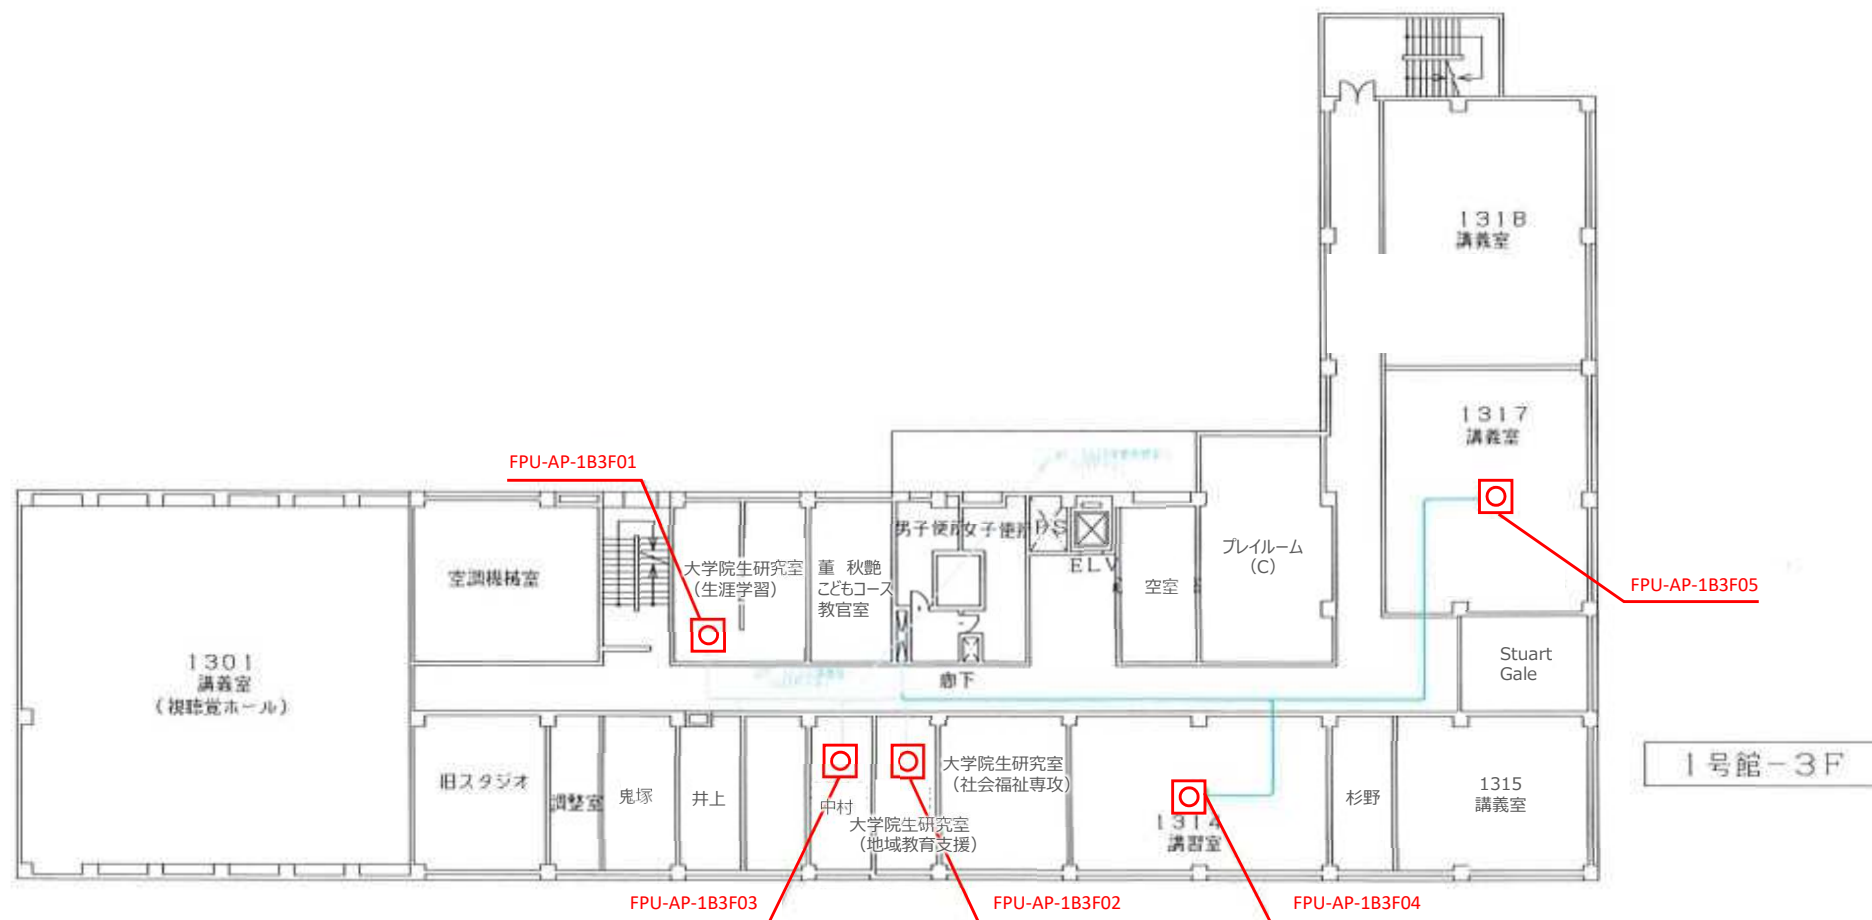 1318
講義室
1317
講義室
FPU-AP-1B3F01
男子便所
女子便所
PS
ELV
プレイルーム
(C)
大学院生研究室
(生涯学習)
董 秋艶
こどもコース
教官室
空調機械室
空室
FPU-AP-1B3F05
1301
講義室
(視聴覚ホール)
Stuart
Gale
廊下
旧スタジオ
調整室
鬼塚
井上
中村
大学院生研究室
(地域教育支援)
大学院生研究室
(社会福祉専攻)
1314
講習室
杉野
1315
講義室
1号館-3F
FPU-AP-1B3F03
FPU-AP-1B3F02
FPU-AP-1B3F04